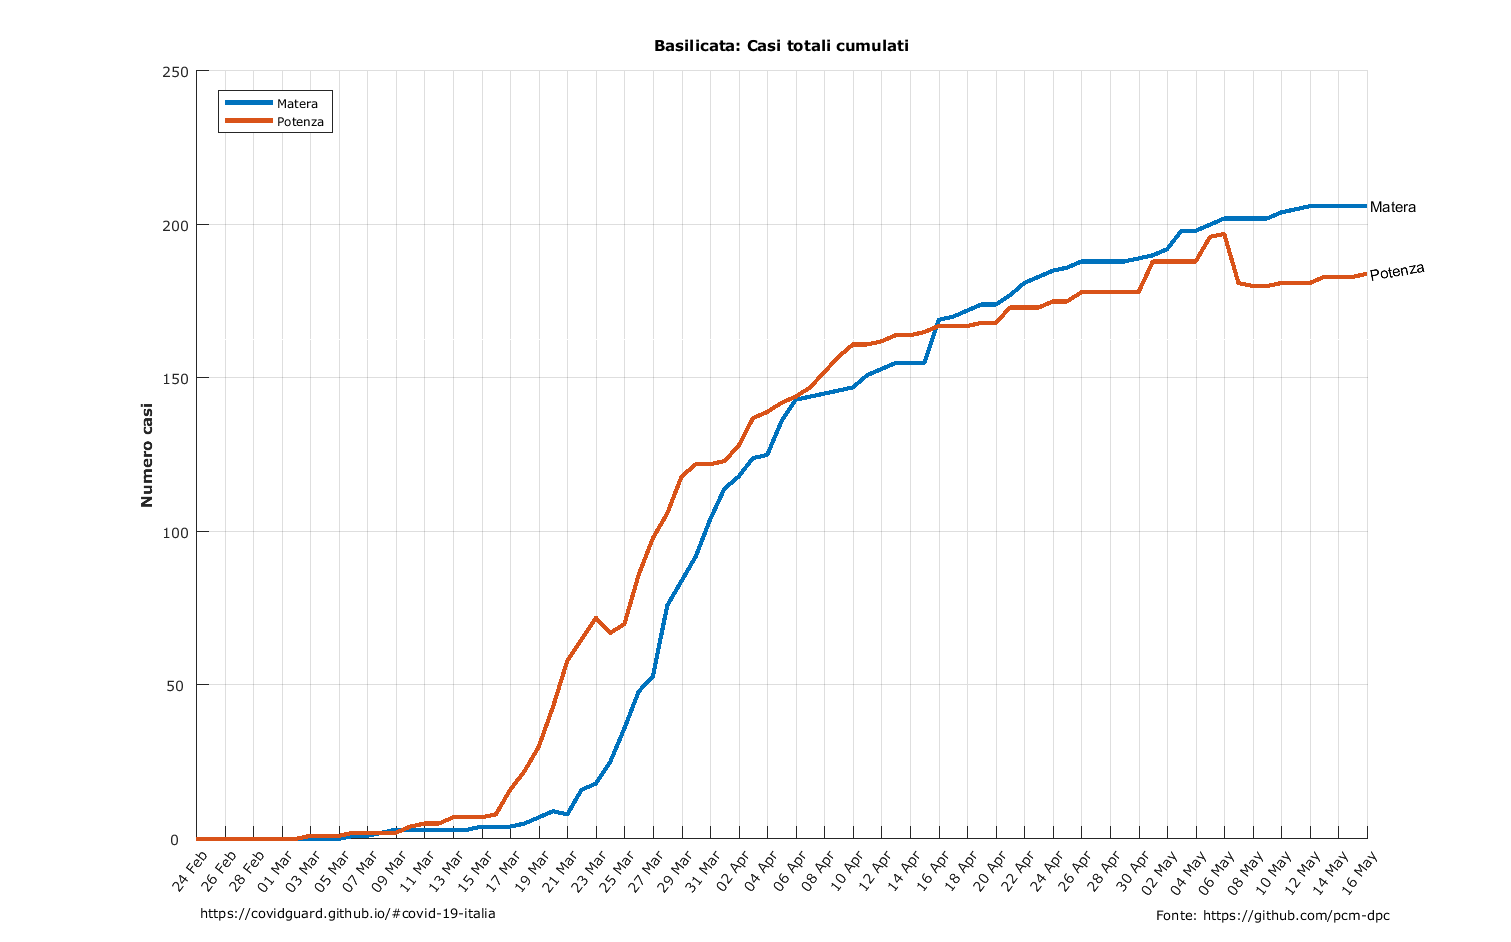 Basilicata: Casi totali cumulati
250
200
150
100
50
0
Numero casi
Matera
Potenza
Matera
Potenza
24 Feb
26 Feb
28 Feb
01 Mar
03 Mar
05 Mar
07 Mar
09 Mar
11 Mar
13 Mar
15 Mar
17 Mar
19 Mar
21 Mar
23 Mar
25 Mar
27 Mar
29 Mar
31 Mar
02 Apr
04 Apr
06 Apr
08 Apr
10 Apr
12 Apr
14 Apr
16 Apr
18 Apr
20 Apr
22 Apr
24 Apr
26 Apr
28 Apr
30 Apr
02 May
04 May
06 May
08 May
10 May
12 May
14 May
16 May
https://covidguard.github.io/#covid-19-italia
Fonte: https://github.com/pcm-dpc